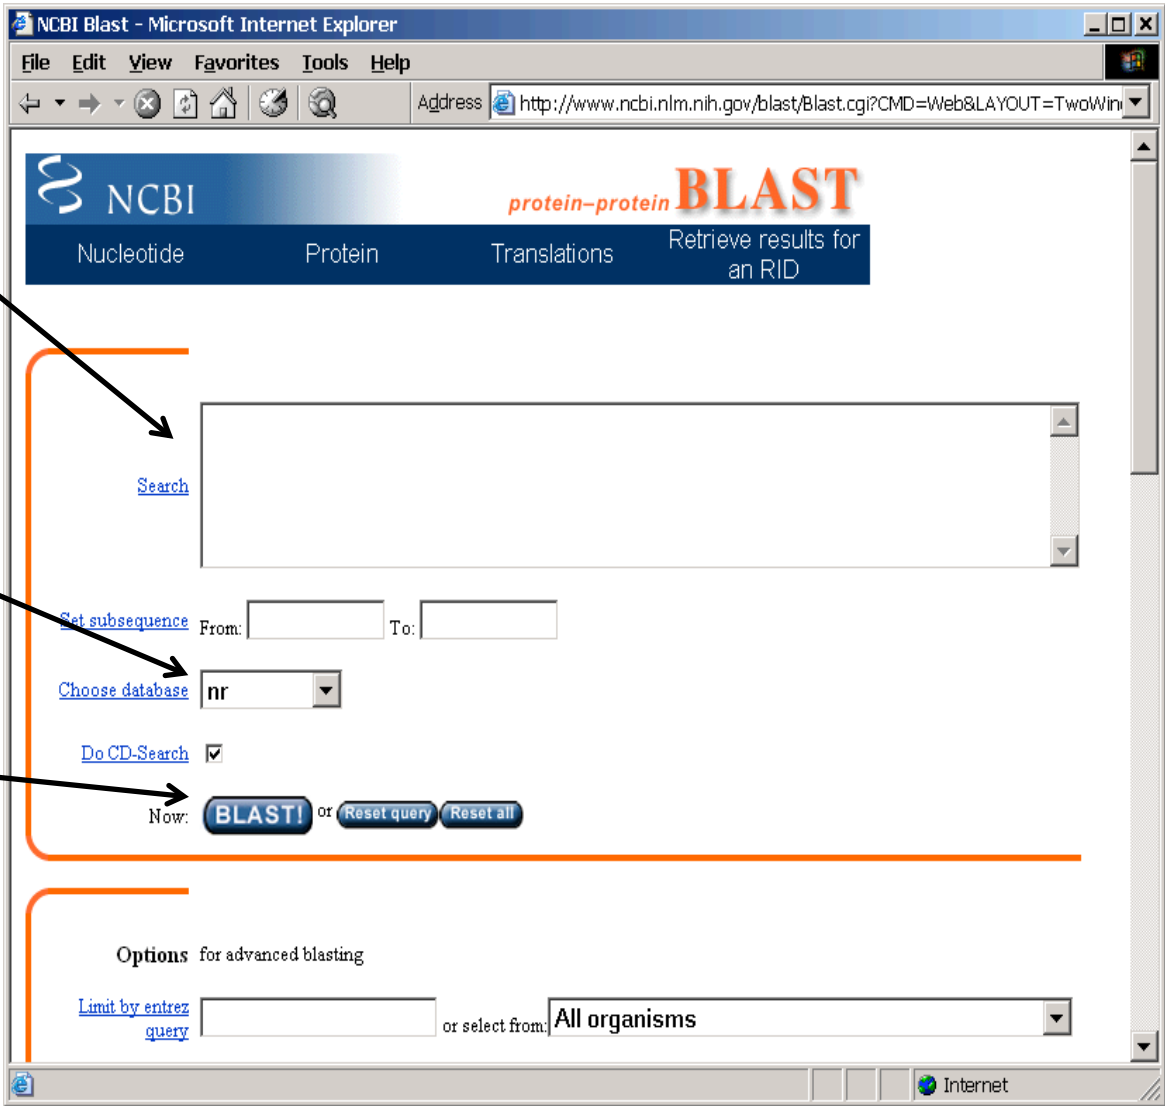 NCBI Blast - Microsoft Internet Explorer
File Edit View Favorites Tools Help
Address http://www.ncbi.nlm.nih.gov/blast/Blast.cgi?CMD=Web&LAYOUT=TwoWin
NCBI
protein–protein BLAST
Nucleotide Protein Translations Retrieve results for
an RID
Search
Set subsequence From: To:
Choose database nr
Do CD-Search
Now: BLAST! or Reset query Reset all
Options for advanced blasting
Limit by entrez
query or select from: All organisms
Internet